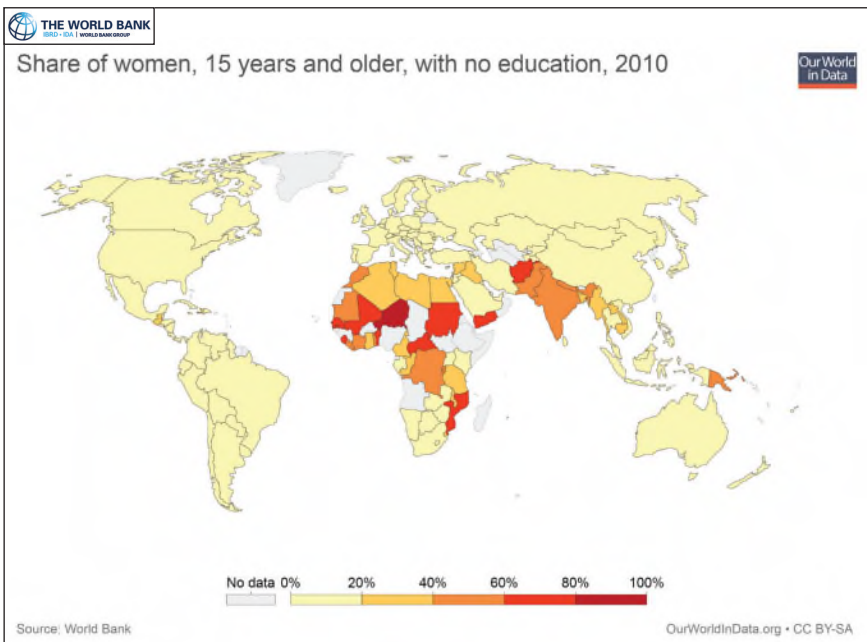 THE WORLD BANK
IBRD • IDA | WORLD BANK GROUP
Share of women, 15 years and older, with no education, 2010
Our World
in Data
No data 0% 20% 40% 60% 80% 100%
Source: World Bank
OurWorldInData.org • CC BY-SA